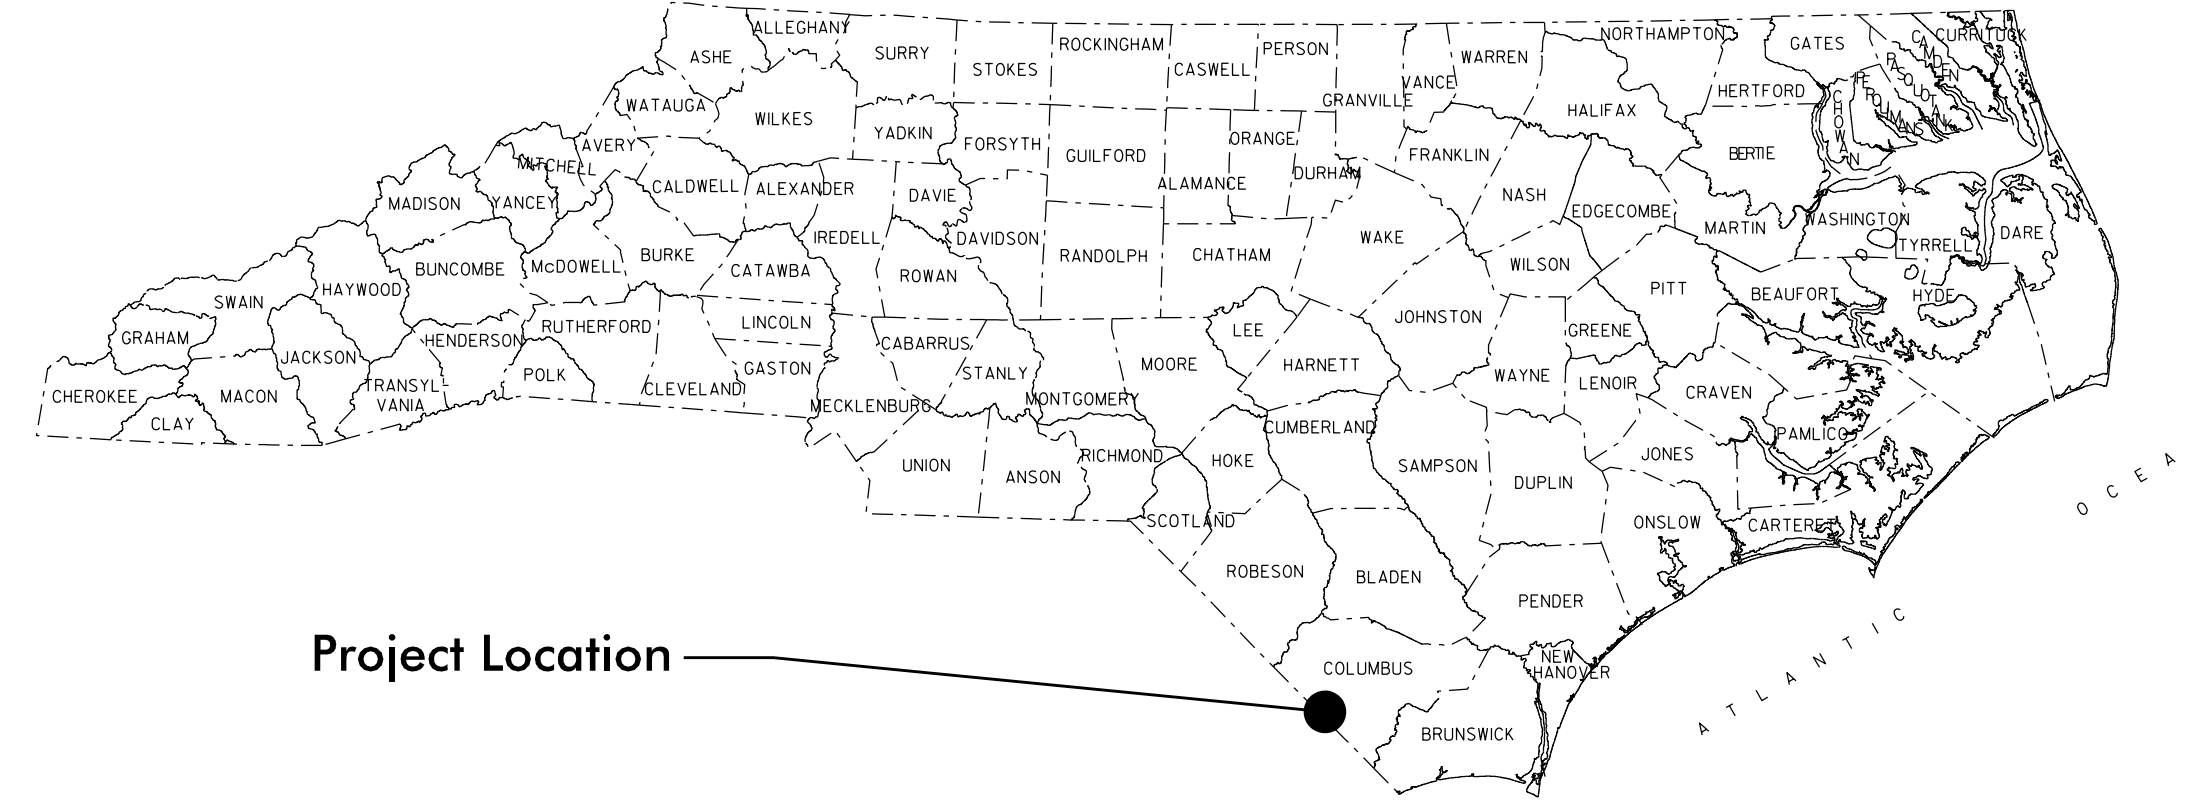 ALLEGHANY
ASHE
SURRY
STOKES
ROCKINGHAM
CASWELL
PERSON
GRANVILLE
VANCE
WARREN
NORTHAMPTON
GATES
CAMDEN
CURRITUCK
PASQUOTANK
PERQUIMANS
CHOWAN
HERTFORD
HALIFAX
WATAUGA
WILKES
YADKIN
FORSYTH
GUILFORD
ALAMANCE
ORANGE
DURHAM
FRANKLIN
NASH
EDGECOMBE
BERTIE
MARTIN
WASHINGTON
TYRRELL
DARE
AVERY
MITCHELL
YANCEY
MADISON
CALDWELL
ALEXANDER
IREDELL
DAVIE
DAVIDSON
RANDOLPH
CHATHAM
WAKE
WILSON
PITT
BEAUFORT
HYDE
BUNCOMBE
McDOWELL
BURKE
CATAWBA
ROWAN
HAYWOOD
SWAIN
GRAHAM
JACKSON
HENDERSON
RUTHERFORD
LINCOLN
CABARRUS
STANLY
MOORE
LEE
HARNETT
JOHNSTON
GREENE
WAYNE
LENOIR
CRAVEN
PAMLICO
CHEROKEE
CLAY
MACON
TRANSYL-
VANIA
POLK
CLEVELAND
GASTON
MECKLENBURG
MONTGOMERY
UNION
ANSON
RICHMOND
HOKE
CUMBERLAND
SAMPSON
DUPLIN
JONES
SCOTLAND
ONSLOW
CARTERET
ROBESON
BLADEN
PENDER
COLUMBUS
NEW
HANOVER
BRUNSWICK
Project Location
ATLANTIC
OCEA